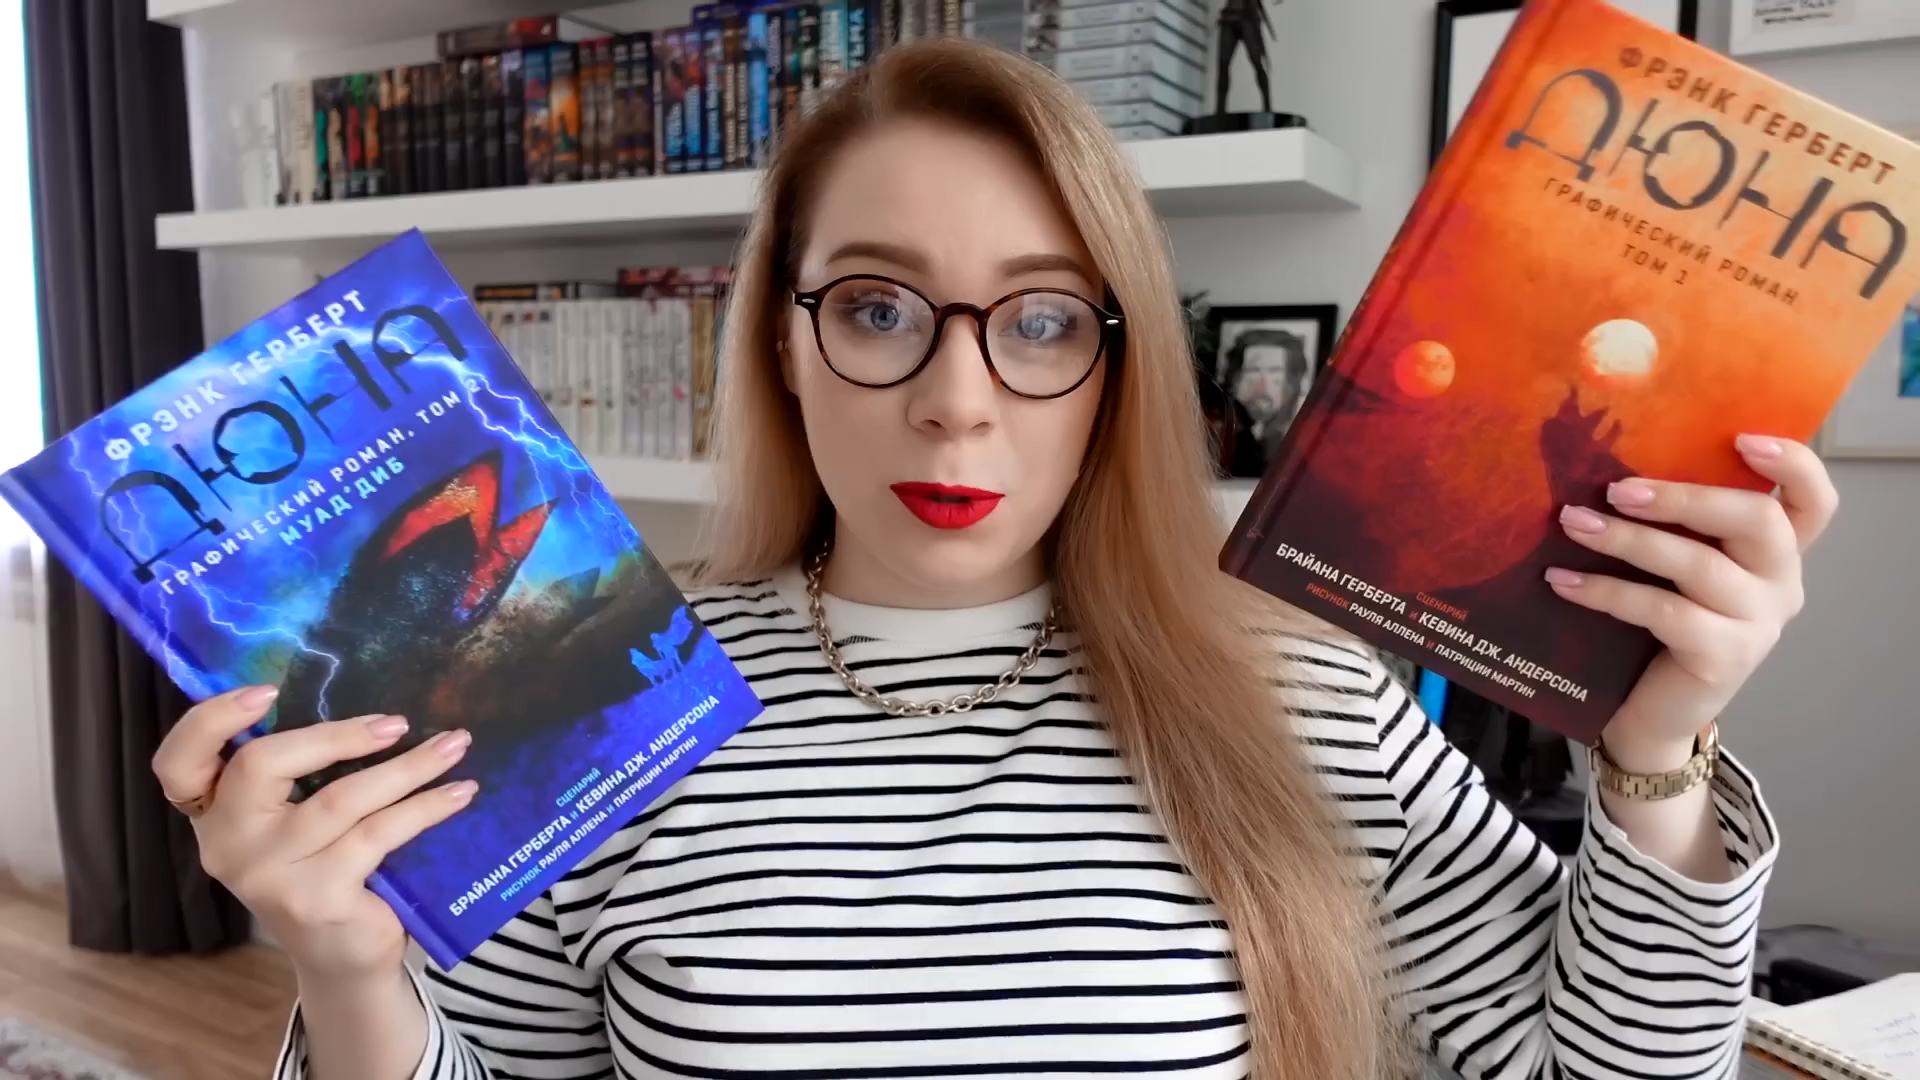 ФРЭНК ГЕРБЕРТ
ДЮНА
ГРАФИЧЕСКИЙ РОМАН, ТОМ 2
МУАД'ДИБ
СЦЕНАРИЙ
БРАЙАНА ГЕРБЕРТА И КЕВИНА ДЖ. АНДЕРСОНА
РИСУНОК РАУЛЯ АЛЛЕНА И ПАТРИЦИИ МАРТИН
ФРЭНК ГЕРБЕРТ
ДЮНА
ГРАФИЧЕСКИЙ РОМАН
ТОМ 1
СЦЕНАРИЙ
БРАЙАНА ГЕРБЕРТА И КЕВИНА ДЖ. АНДЕРСОНА
РИСУНОК РАУЛЯ АЛЛЕНА И ПАТРИЦИИ МАРТИН